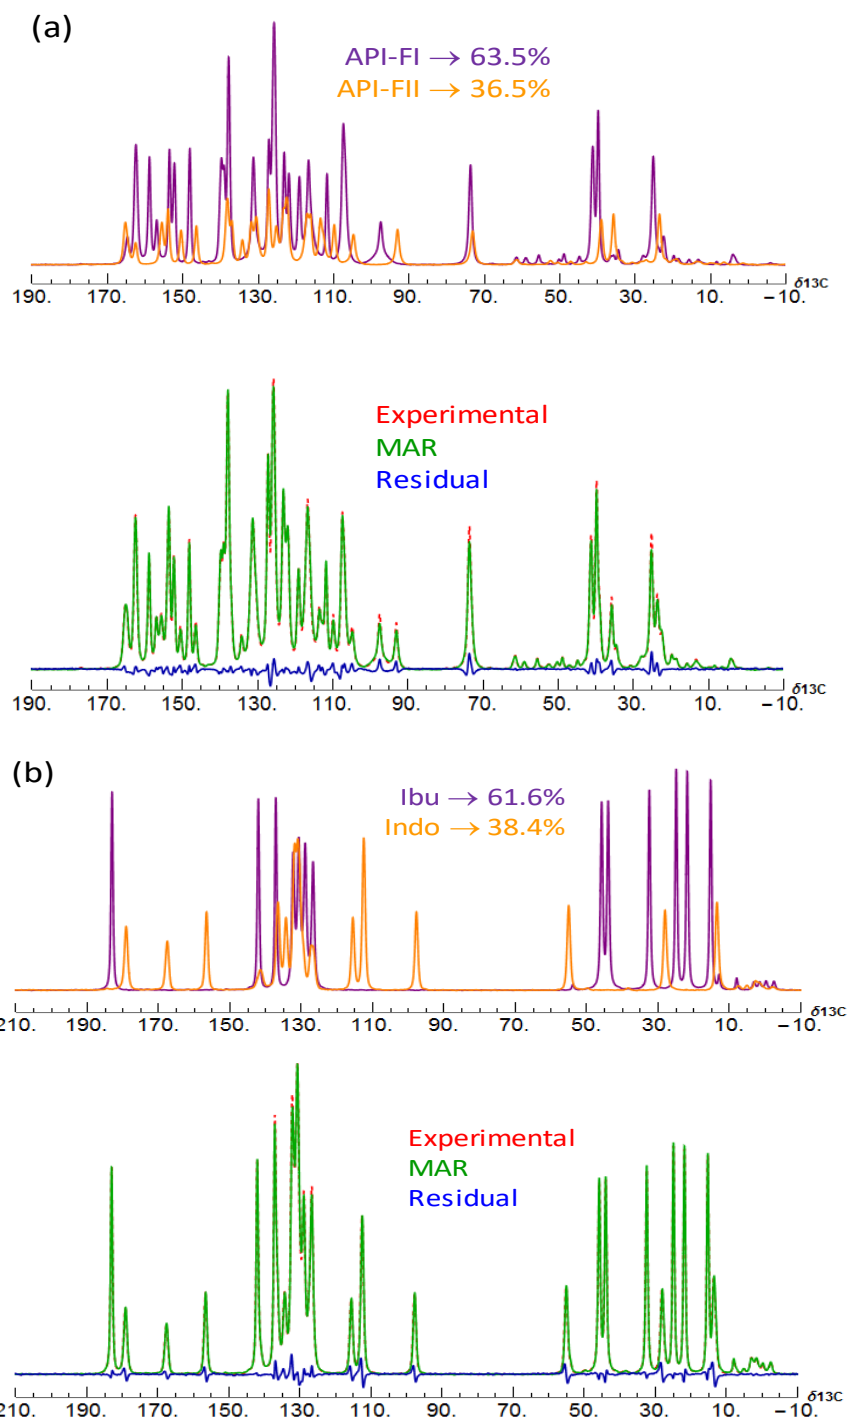 (a)
API-FI → 63.5%
API-FII → 36.5%
190. 170. 150. 130. 110. 90. 70. 50. 30. 10. −10. δ13C
Experimental
MAR
Residual
190. 170. 150. 130. 110. 90. 70. 50. 30. 10. −10. δ13C
(b)
Ibu → 61.6%
Indo → 38.4%
210. 190. 170. 150. 130. 110. 90. 70. 50. 30. 10. −10. δ13C
Experimental
MAR
Residual
210. 190. 170. 150. 130. 110. 90. 70. 50. 30. 10. −10. δ13C